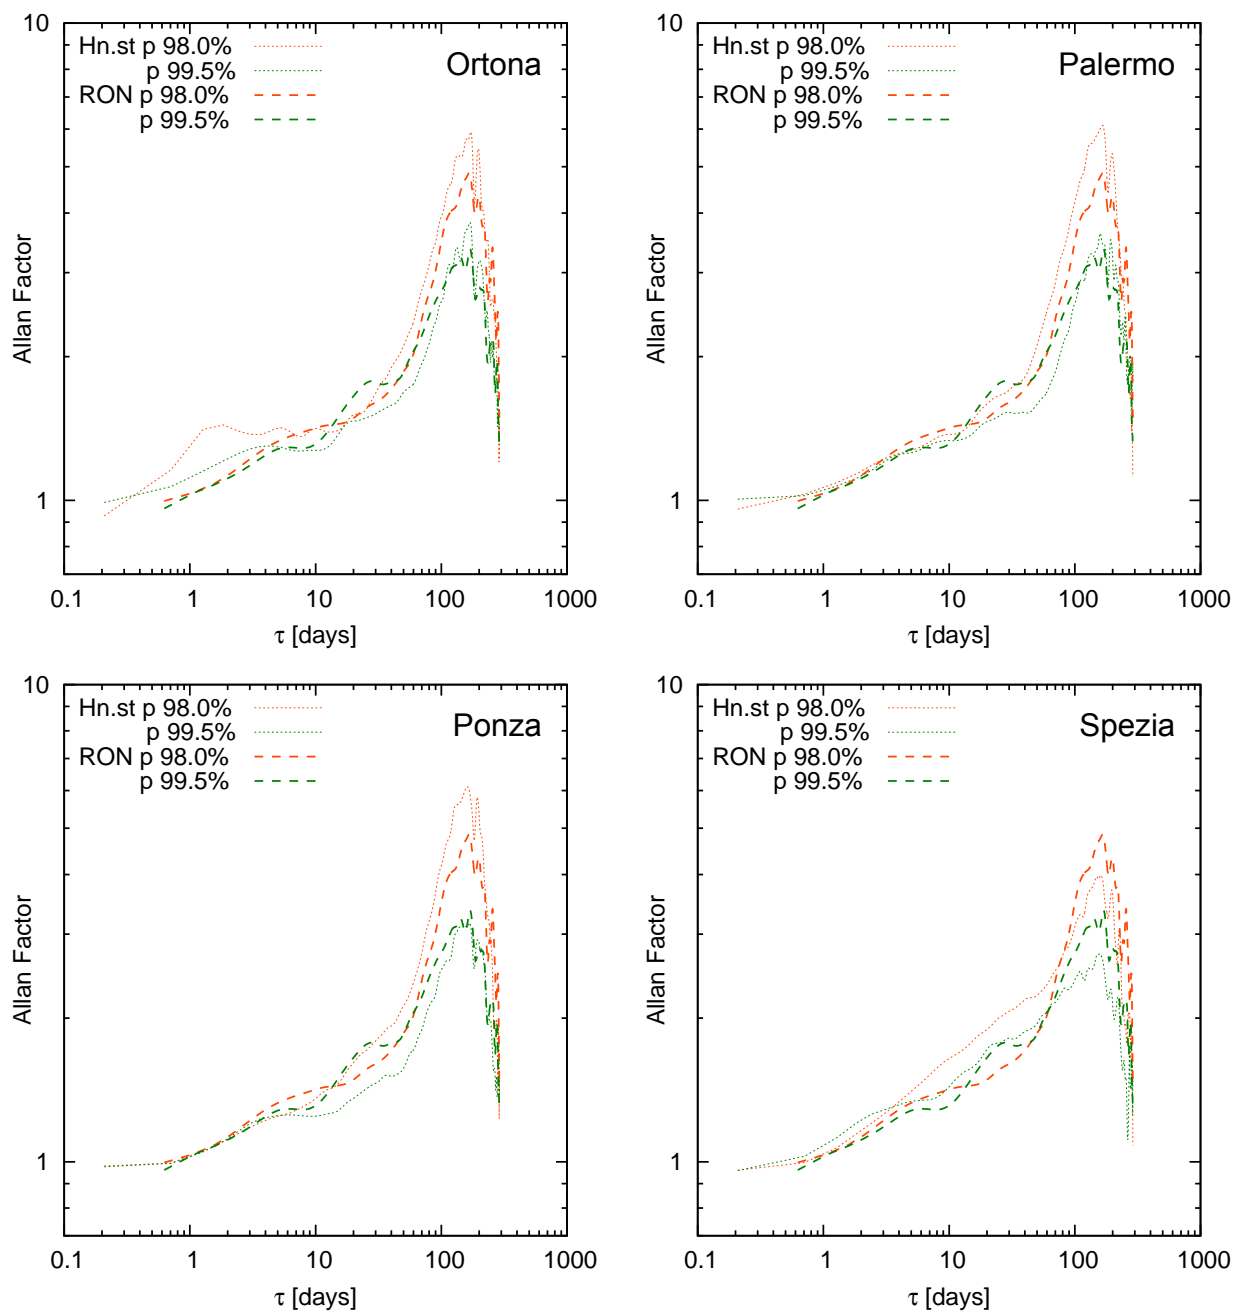 10
Hn.st p 98.0%
p 99.5%
RON p 98.0%
p 99.5%
Ortona
Allan Factor
1
0.1 1 10 100 1000
τ [days]
10
Hn.st p 98.0%
p 99.5%
RON p 98.0%
p 99.5%
Palermo
Allan Factor
1
0.1 1 10 100 1000
τ [days]
10
Hn.st p 98.0%
p 99.5%
RON p 98.0%
p 99.5%
Ponza
Allan Factor
1
0.1 1 10 100 1000
τ [days]
10
Hn.st p 98.0%
p 99.5%
RON p 98.0%
p 99.5%
Spezia
Allan Factor
1
0.1 1 10 100 1000
τ [days]